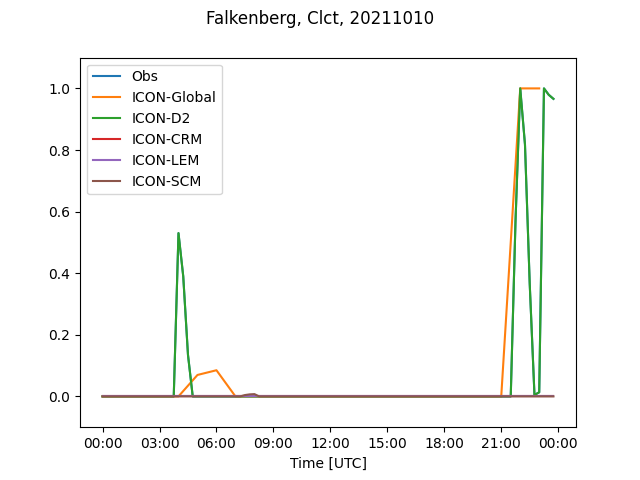 Falkenberg, Clct, 20211010
Obs
ICON-Global
ICON-D2
ICON-CRM
ICON-LEM
ICON-SCM
1.0
0.8
0.6
0.4
0.2
0.0
00:00 03:00 06:00 09:00 12:00 15:00 18:00 21:00 00:00
Time [UTC]